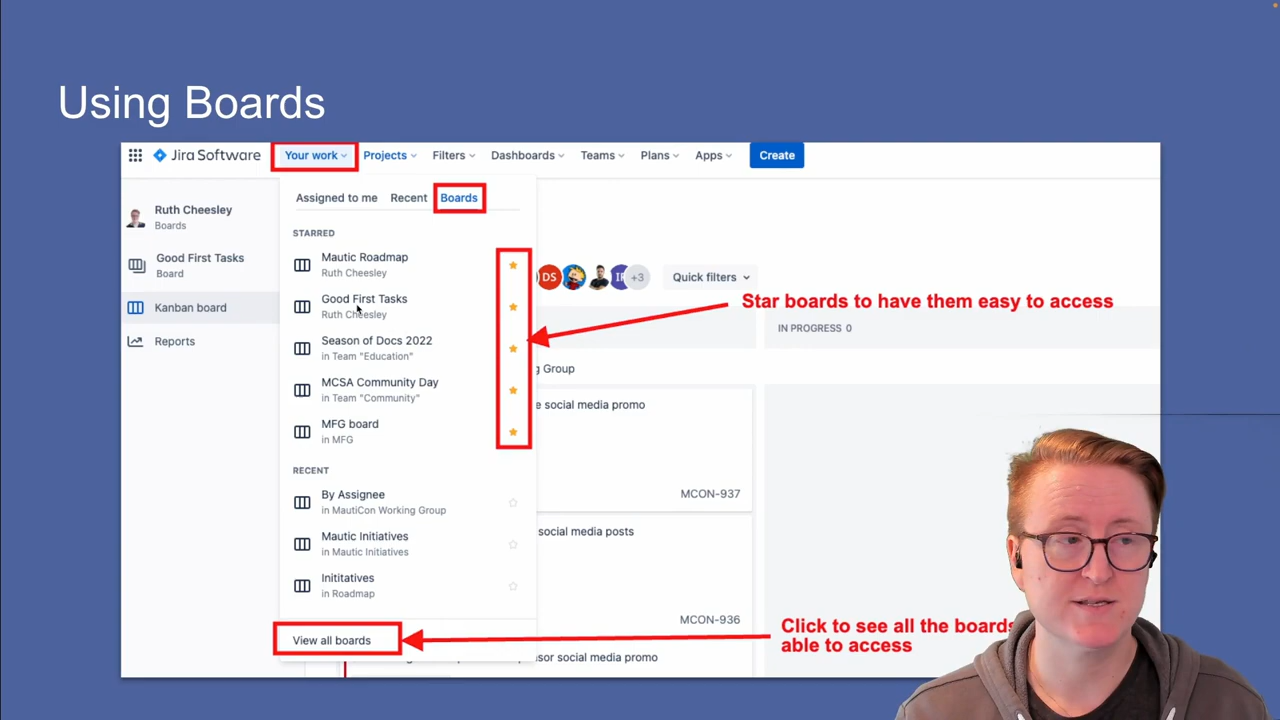 Using Boards
Jira Software
Your work
Projects
Filters
Dashboards
Teams
Plans
Apps
Create
Ruth Cheesley
Boards
Good First Tasks
Board
Kanban board
Reports
Assigned to me
Recent
Boards
STARRED
Mautic Roadmap
Ruth Cheesley
Good First Tasks
Ruth Cheesley
Season of Docs 2022
in Team "Education"
MCSA Community Day
in Team "Community"
MFG board
in MFG
RECENT
By Assignee
in MautiCon Working Group
Mautic Initiatives
in Mautic Initiatives
Inititatives
in Roadmap
View all boards
DS
+3
Quick filters
Star boards to have them easy to access
IN PROGRESS 0
Group
social media promo
MCON-937
social media posts
MCON-936
social media promo
Click to see all the boards
able to access